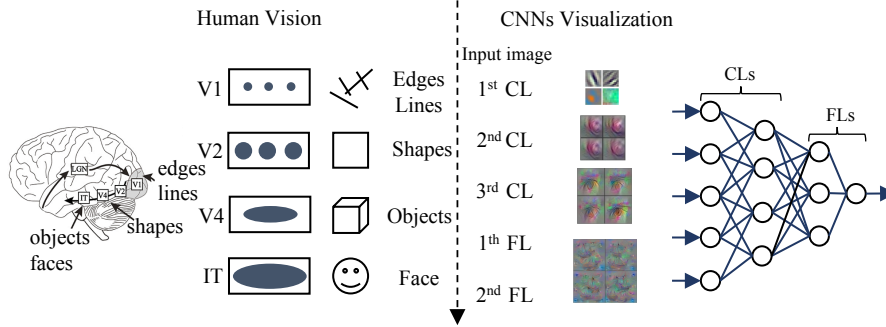 Human Vision
CNNs Visualization
LGN
IT
V4
V2
V1
edges
lines
shapes
objects
faces
V1
Edges
Lines
V2
Shapes
V4
Objects
IT
Face
Input image
1st CL
2nd CL
3rd CL
1th FL
2nd FL
CLs
FLs